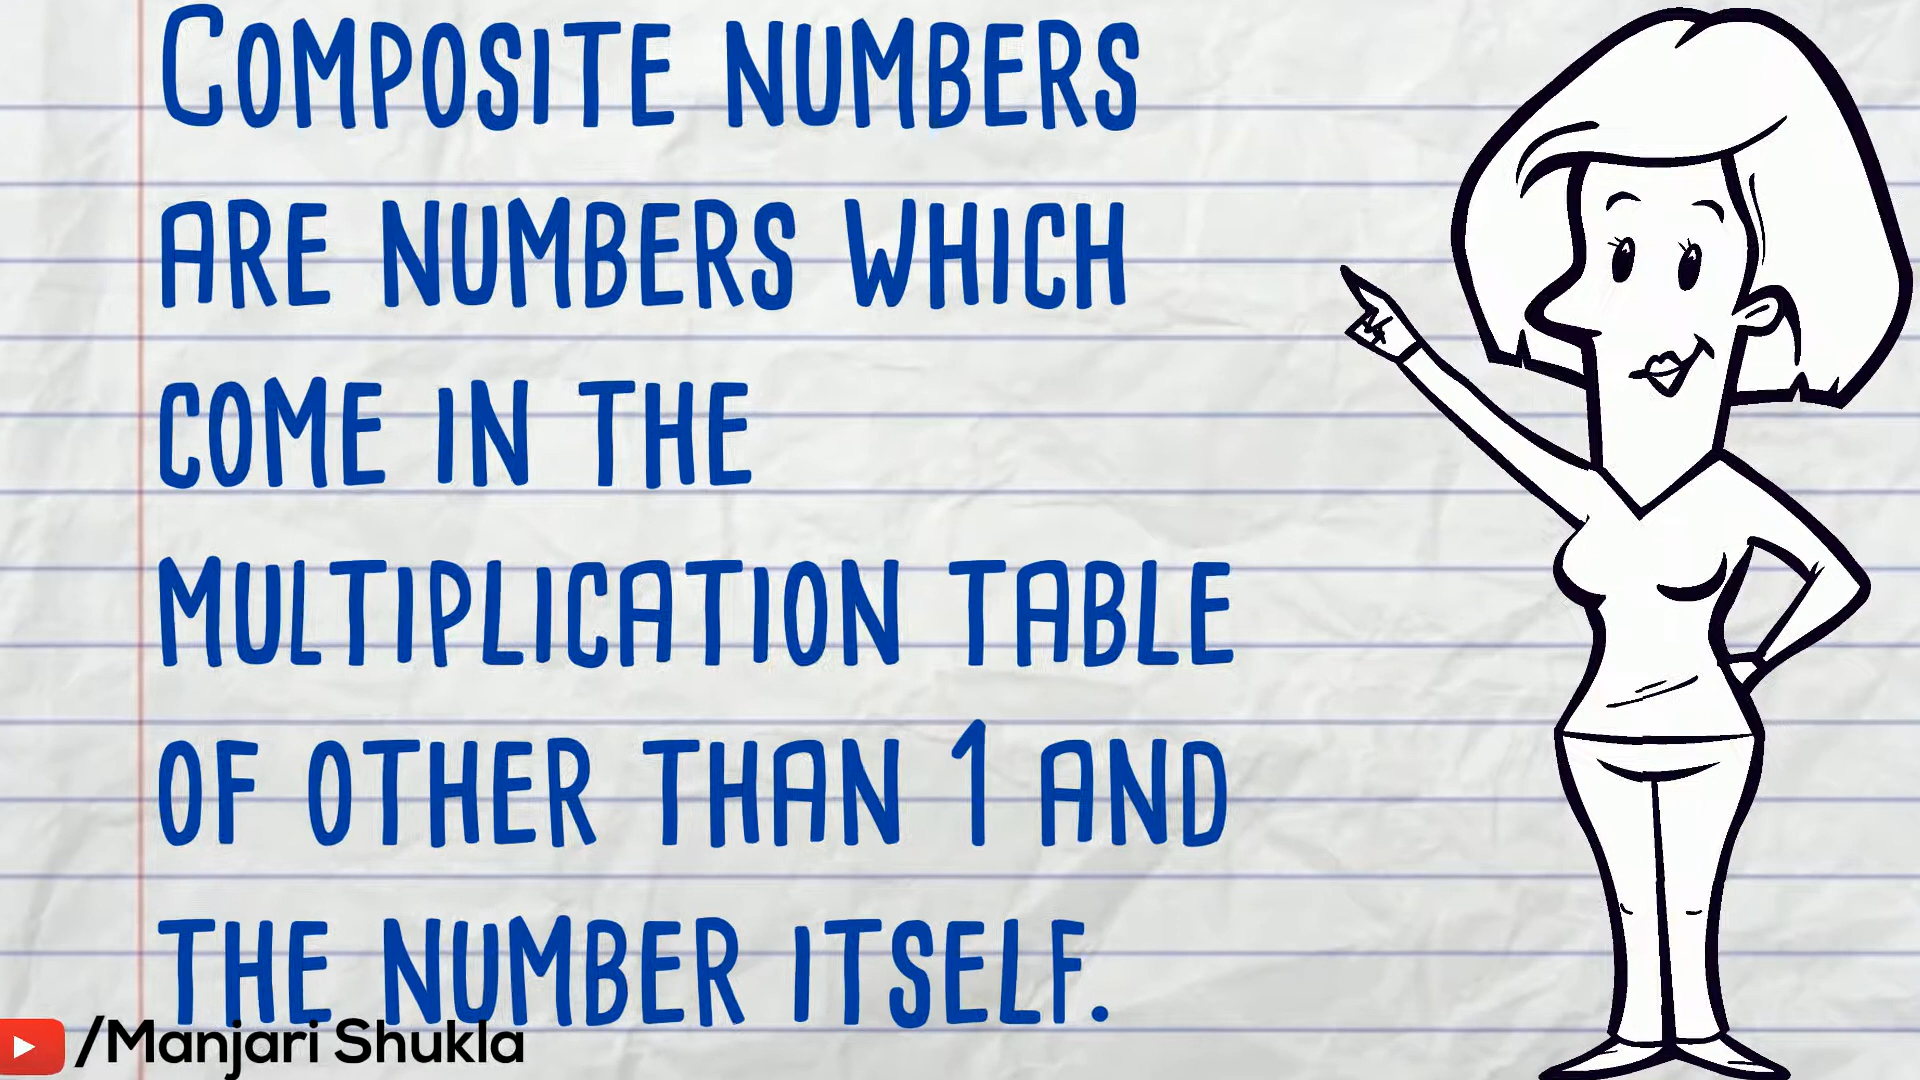 COMPOSITE NUMBERS
ARE NUMBERS WHICH
COME IN THE
MULTIPLICATION TABLE
OF OTHER THAN 1 AND
THE NUMBER ITSELF.
/Manjari Shukla